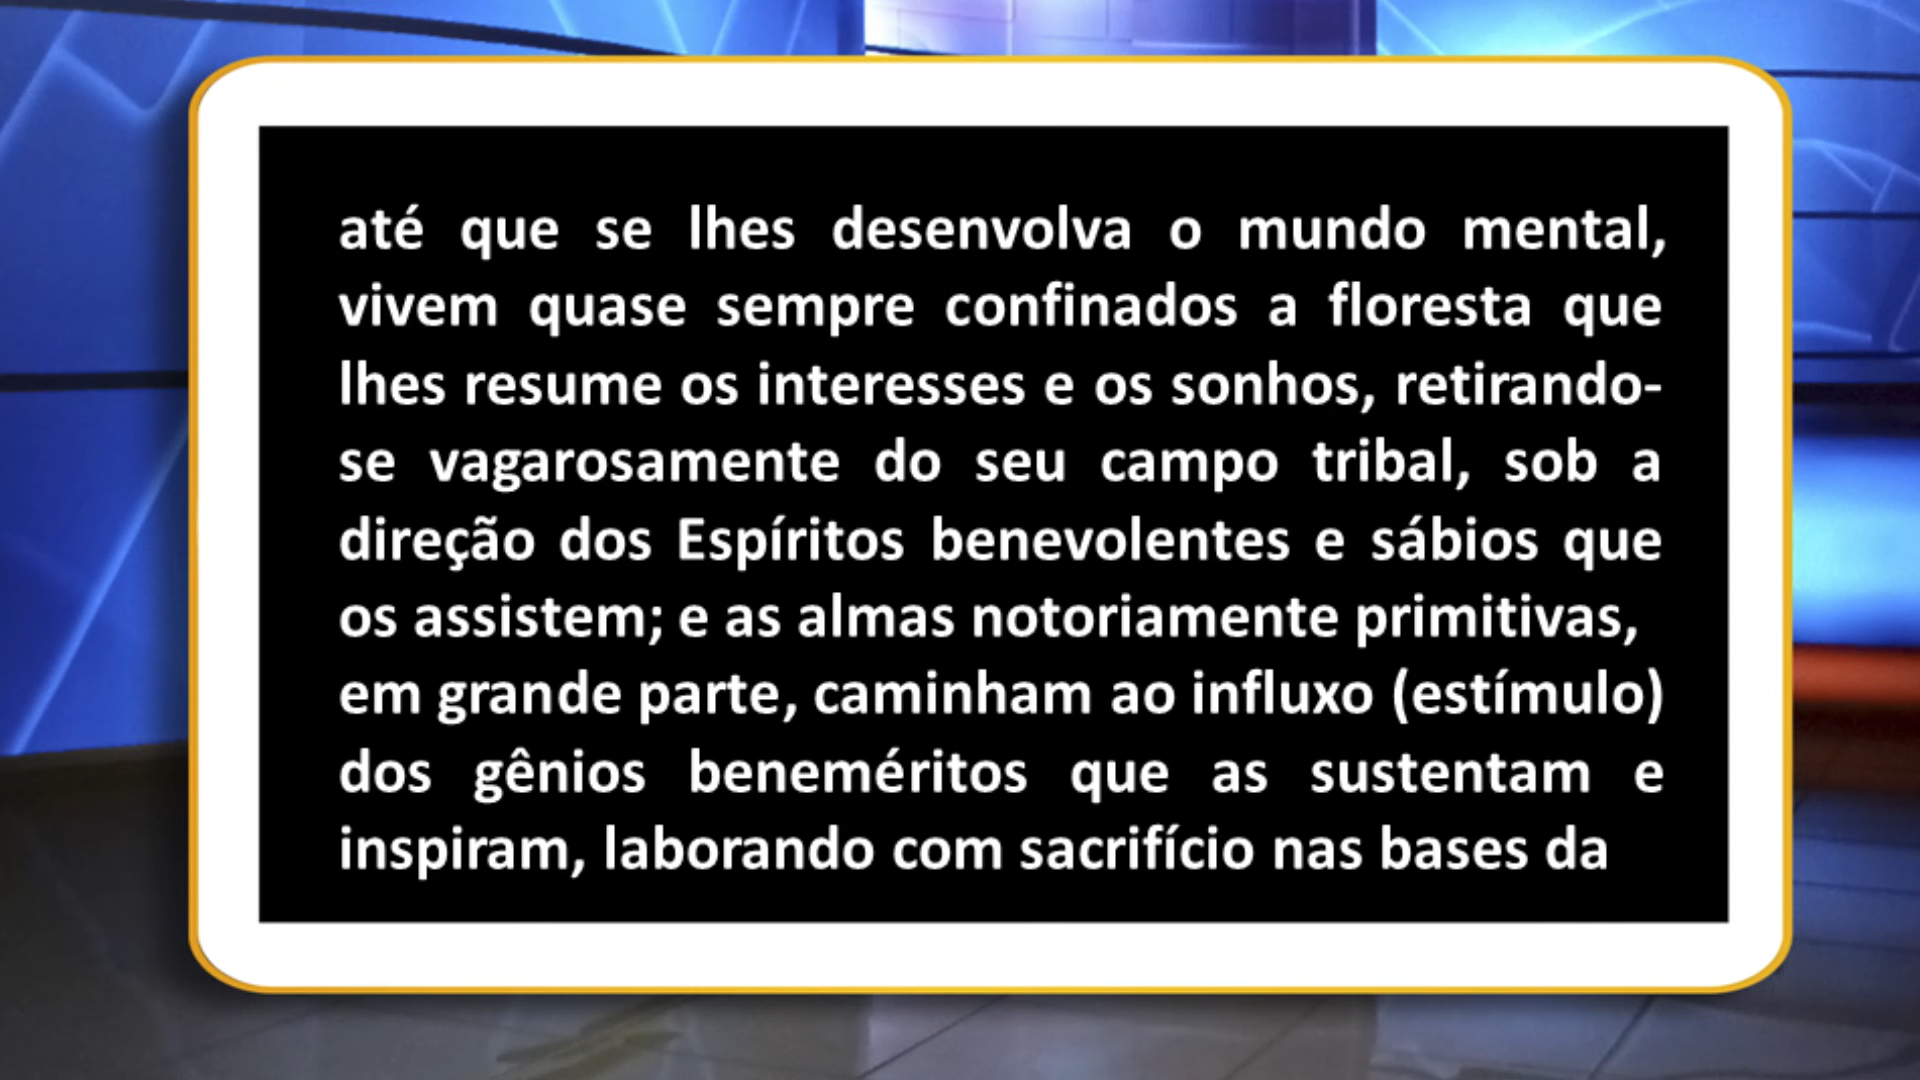 até que se lhes desenvolva o mundo mental,
vivem quase sempre confinados a floresta que
lhes resume os interesses e os sonhos, retirando-
se vagarosamente do seu campo tribal, sob a
direção dos Espíritos benevolentes e sábios que
os assistem; e as almas notoriamente primitivas,
em grande parte, caminham ao influxo (estímulo)
dos gênios beneméritos que as sustentam e
inspiram, laborando com sacrifício nas bases da